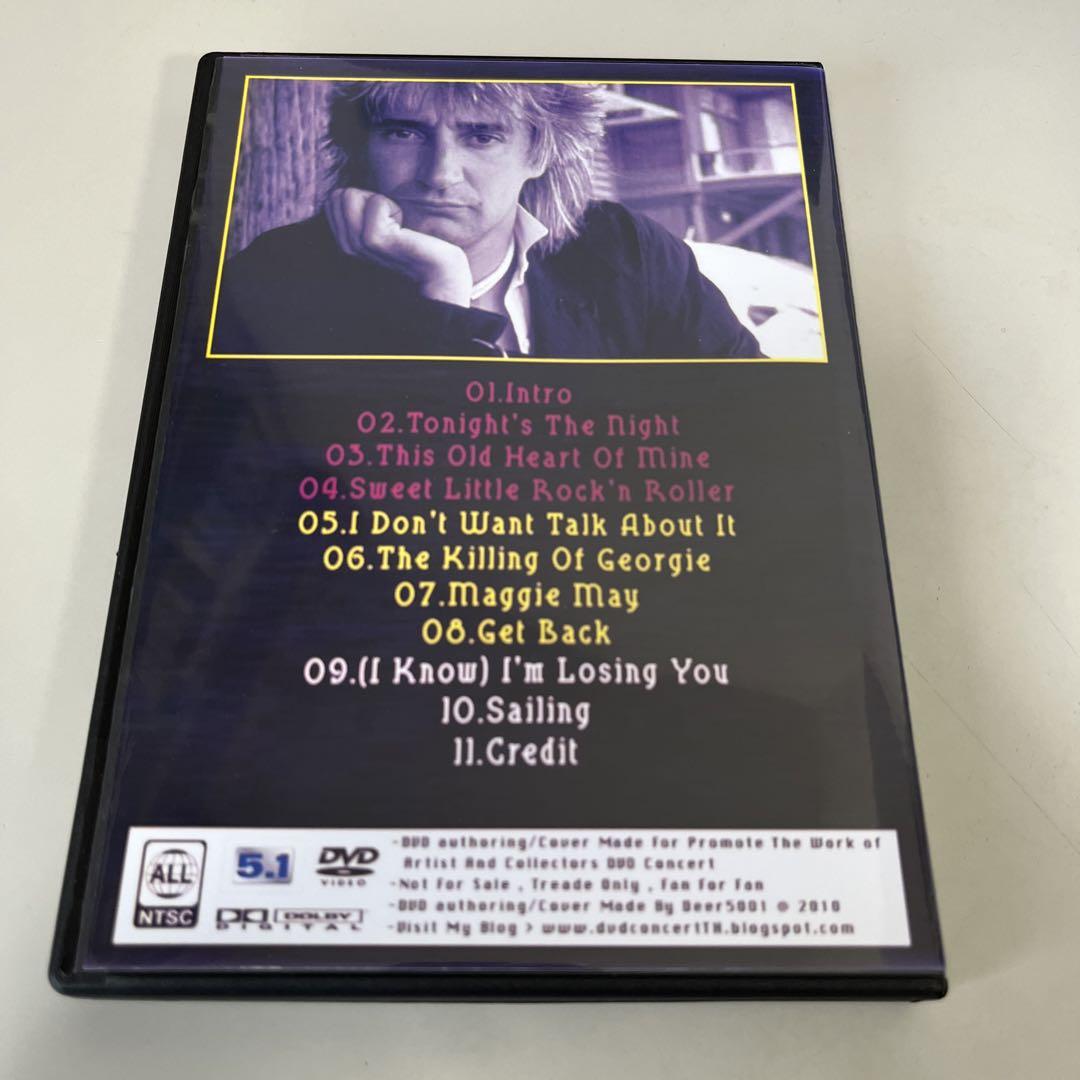 01.Intro
02.Tonight's The Night
03.This Old Heart Of Mine
04.Sweet Little Rock'n Roller
05.I Don't Want Talk About It
06.The Killing Of Georgie
07.Maggie May
08.Get Back
09.(I Know) I'm Losing You
10.Sailing
11.Credit
ALL
NTSC
5.1
DVD
VIDEO
DOLBY
DIGITAL
-DVD authoring/Cover Made For Promote The Work of
Artist And Collectors DVD Concert
-Not For Sale , Treade Only , Fan For Fan
-DVD authoring/Cover Made By Deer5001 @ 2010
-Visit My Blog > www.dvdconcertTH.blogspot.com